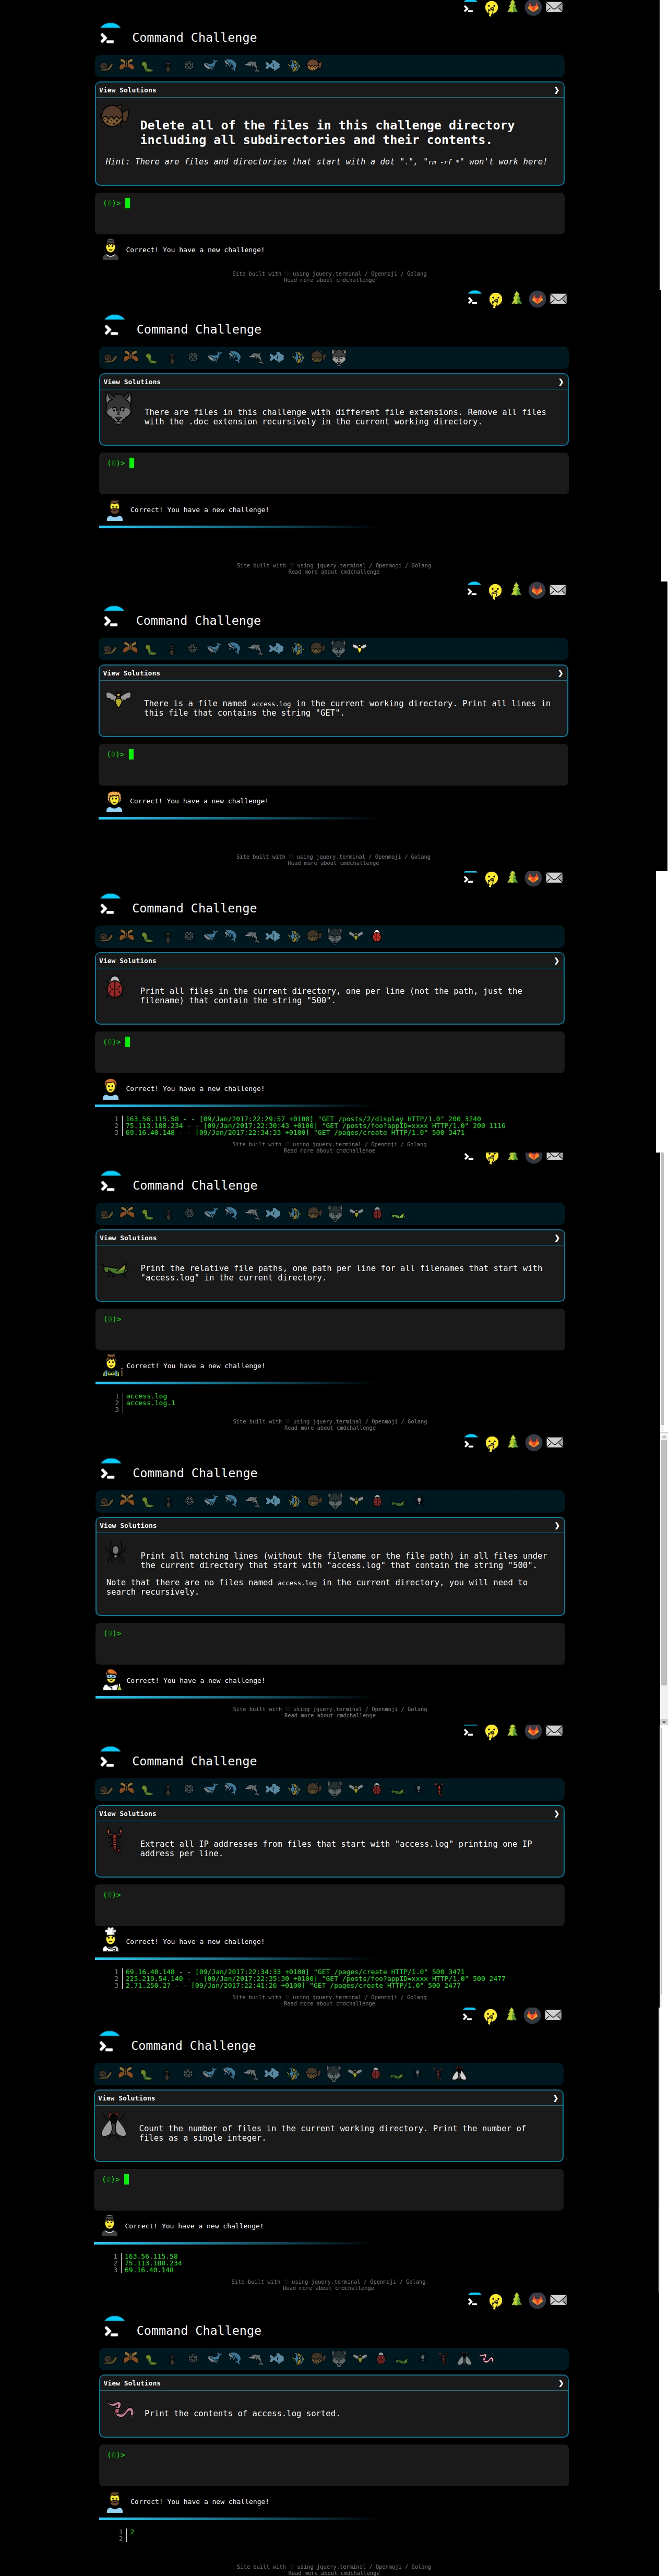 Command Challenge
View Solutions
Delete all of the files in this challenge directory
including all subdirectories and their contents.
Hint: There are files and directories that start with a dot ".", "rm -rf *" won't work here!
(0)>
Correct! You have a new challenge!
Site built with ♡ using jquery.terminal / Openmoji / Golang
Read more about cmdchallenge
Command Challenge
View Solutions
There are files in this challenge with different file extensions. Remove all files
with the .doc extension recursively in the current working directory.
(0)>
Correct! You have a new challenge!
Site built with ♡ using jquery.terminal / Openmoji / Golang
Read more about cmdchallenge
Command Challenge
View Solutions
There is a file named access.log in the current working directory. Print all lines in
this file that contains the string "GET".
(0)>
Correct! You have a new challenge!
Site built with ♡ using jquery.terminal / Openmoji / Golang
Read more about cmdchallenge
Command Challenge
View Solutions
Print all files in the current directory, one per line (not the path, just the
filename) that contain the string "500".
(0)>
Correct! You have a new challenge!
1 163.56.115.58 - - [09/Jan/2017:22:29:57 +0100] "GET /posts/2/display HTTP/1.0" 200 3240
2 75.113.188.234 - - [09/Jan/2017:22:30:43 +0100] "GET /posts/foo?appID=xxxx HTTP/1.0" 200 1116
3 69.16.40.148 - - [09/Jan/2017:22:34:33 +0100] "GET /pages/create HTTP/1.0" 500 3471
Site built with ♡ using jquery.terminal / Openmoji / Golang
Read more about cmdchallenge
Command Challenge
View Solutions
Print the relative file paths, one path per line for all filenames that start with
"access.log" in the current directory.
(0)>
Correct! You have a new challenge!
1 access.log
2 access.log.1
3
Site built with ♡ using jquery.terminal / Openmoji / Golang
Read more about cmdchallenge
Command Challenge
View Solutions
Print all matching lines (without the filename or the file path) in all files under
the current directory that start with "access.log" that contain the string "500".
Note that there are no files named access.log in the current directory, you will need to
search recursively.
(0)>
Correct! You have a new challenge!
Site built with ♡ using jquery.terminal / Openmoji / Golang
Read more about cmdchallenge
Command Challenge
View Solutions
Extract all IP addresses from files that start with "access.log" printing one IP
address per line.
(0)>
Correct! You have a new challenge!
1 69.16.40.148 - - [09/Jan/2017:22:34:33 +0100] "GET /pages/create HTTP/1.0" 500 3471
2 225.219.54.140 - - [09/Jan/2017:22:35:30 +0100] "GET /posts/foo?appID=xxxx HTTP/1.0" 500 2477
3 2.71.250.27 - - [09/Jan/2017:22:41:26 +0100] "GET /pages/create HTTP/1.0" 500 2477
Site built with ♡ using jquery.terminal / Openmoji / Golang
Read more about cmdchallenge
Command Challenge
View Solutions
Count the number of files in the current working directory. Print the number of
files as a single integer.
(0)>
Correct! You have a new challenge!
1 163.56.115.58
2 75.113.188.234
3 69.16.40.148
Site built with ♡ using jquery.terminal / Openmoji / Golang
Read more about cmdchallenge
Command Challenge
View Solutions
Print the contents of access.log sorted.
(0)>
Correct! You have a new challenge!
1 2
2
Site built with ♡ using jquery.terminal / Openmoji / Golang
Read more about cmdchallenge